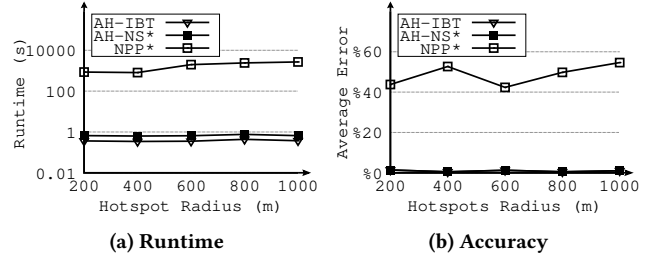 AH-IBT
AH-NS*
NPP*
10000
100
1
0.01
Runtime (s)
200 400 600 800 1000
Hotspot Radius (m)
(a) Runtime
AH-IBT
AH-NS*
NPP*
%60
%40
%20
%0
Average Error
200 400 600 800 1000
Hotspots Radius (m)
(b) Accuracy